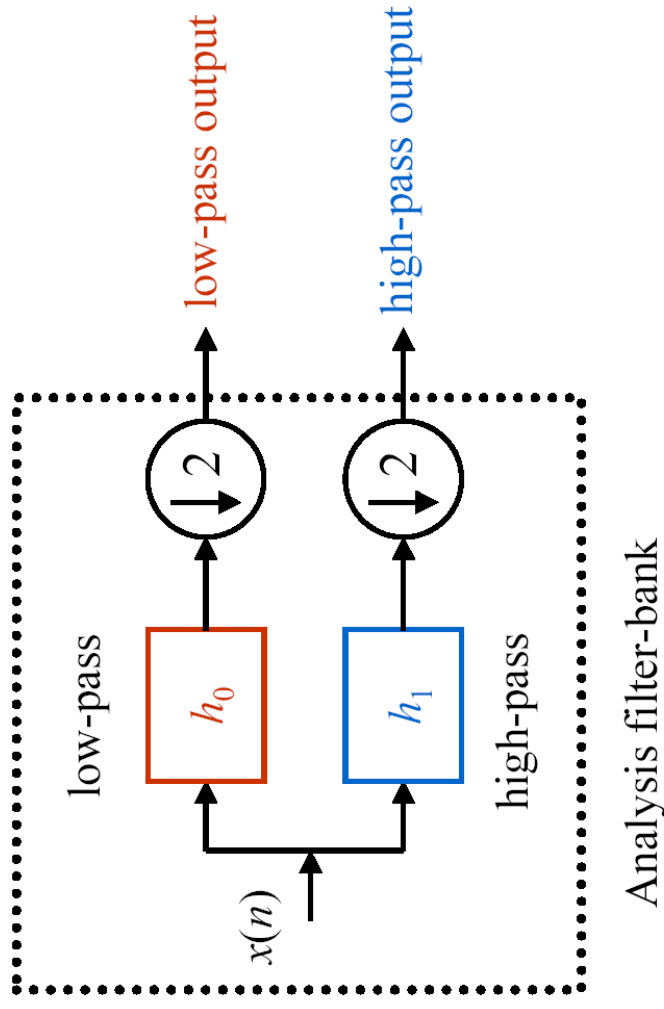 low-pass
h₀
↓2
low-pass output
x(n)
h₁
↓2
high-pass output
high-pass
Analysis filter-bank